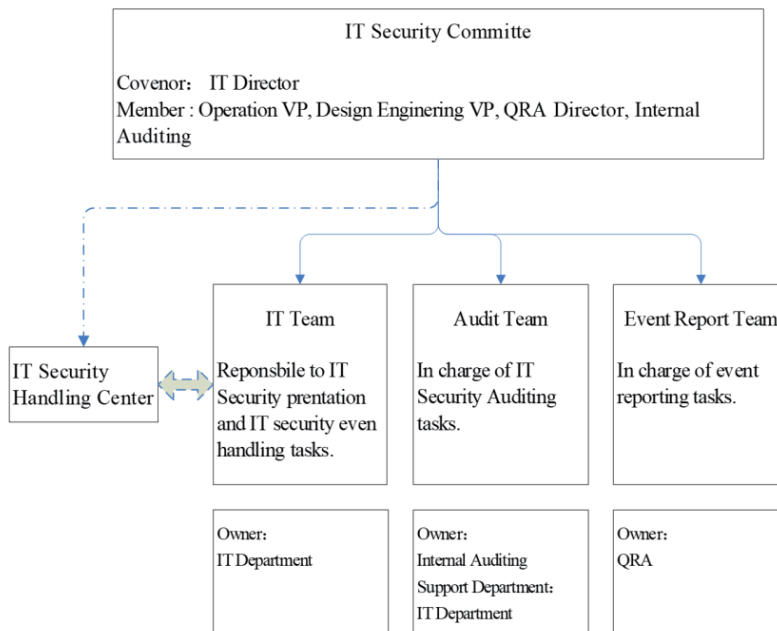 IT Security Committe
Covenor： IT Director
Member : Operation VP, Design Enginering VP, QRA Director, Internal
Auditing
IT Security
Handling Center
IT Team
Reponsbile to IT
Security prentation
and IT security even
handling tasks.
Audit Team
In charge of IT
Security Auditing
tasks.
Event Report Team
In charge of event
reporting tasks.
Owner：
IT Department
Owner：
Internal Auditing
Support Department：
IT Department
Owner：
QRA